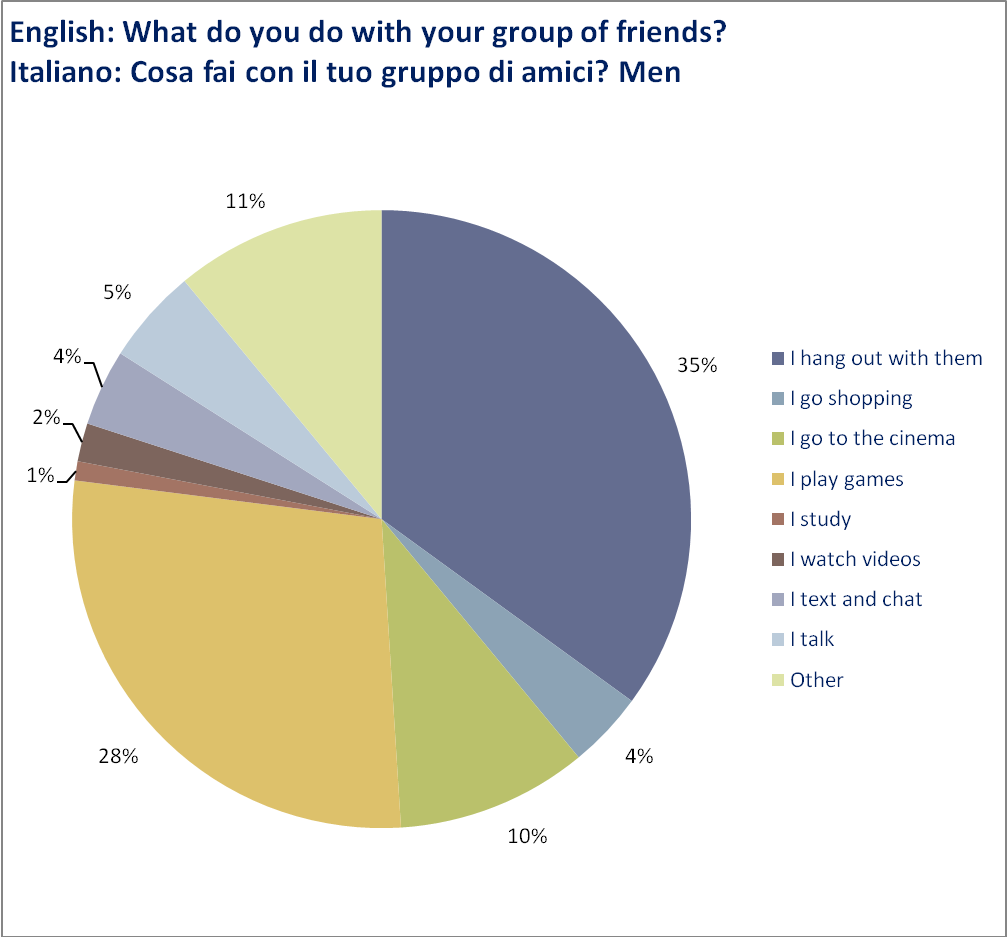 English: What do you do with your group of friends?
Italiano: Cosa fai con il tuo gruppo di amici? Men
11%
5%
4%
2%
1%
35%
28%
4%
10%
I hang out with them
I go shopping
I go to the cinema
I play games
I study
I watch videos
I text and chat
I talk
Other